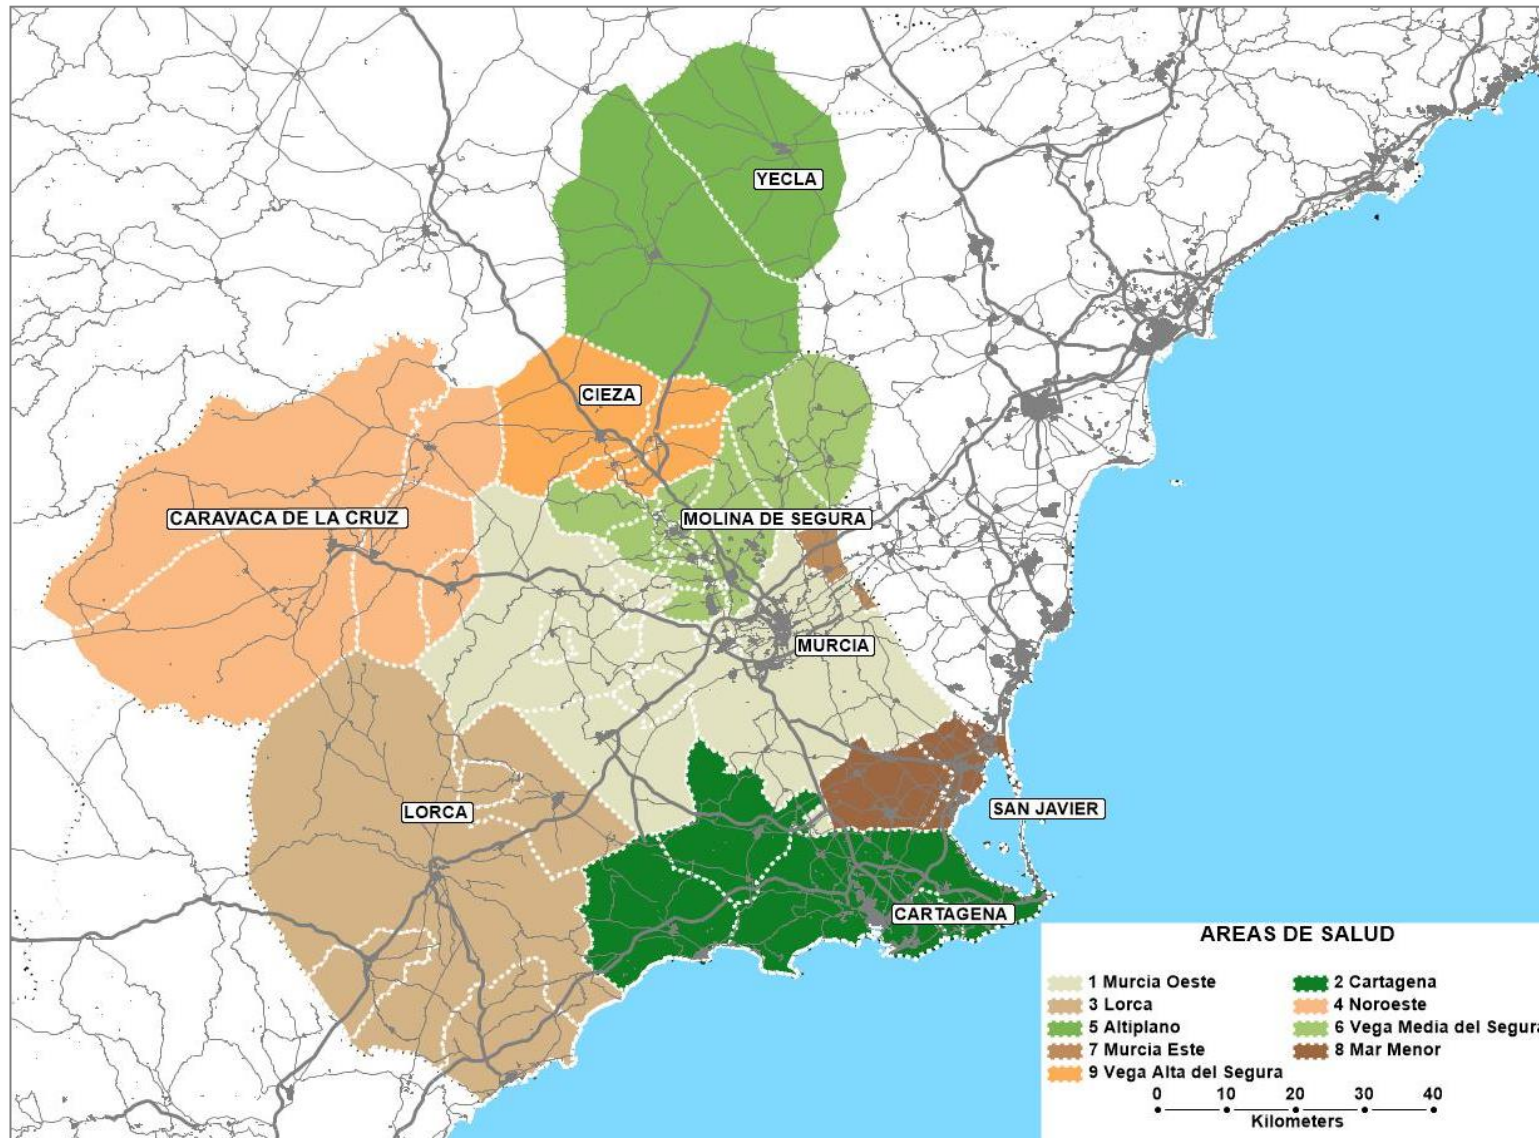 YECLA
CIEZA
CARAVACA DE LA CRUZ
MOLINA DE SEGURA
MURCIA
LORCA
SAN JAVIER
CARTAGENA
AREAS DE SALUD
1 Murcia Oeste
2 Cartagena
3 Lorca
4 Noroeste
5 Altiplano
6 Vega Media del Segura
7 Murcia Este
8 Mar Menor
9 Vega Alta del Segura
0 10 20 30 40
Kilometers